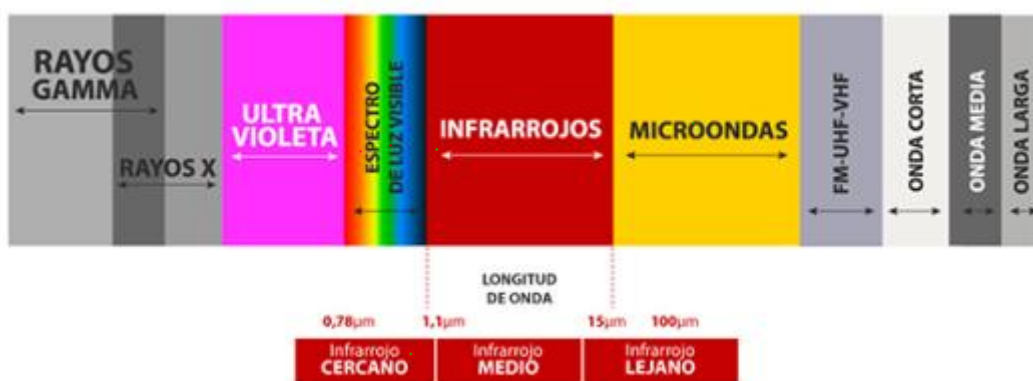 RAYOS
GAMMA
RAYOS X
ULTRA
VIOLETA
ESPECTRO
DE LUZ VISIBLE
INFRARROJOS
MICROONDAS
FM-UHF-VHF
ONDA CORTA
ONDA MEDIA
ONDA LARGA
LONGITUD
DE ONDA
0,78µm 1,1µm 15µm 100µm
Infrarrojo
CERCANO
Infrarrojo
MEDIO
Infrarrojo
LEJANO